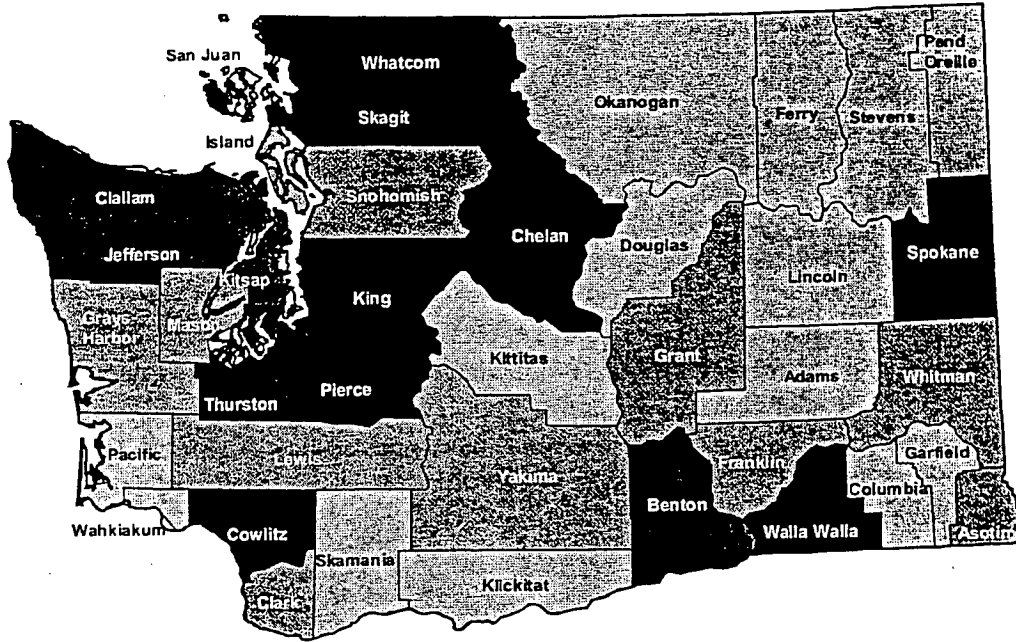 San Juan
Whatcom
Pend
Oreille
Okanogan
Ferry
Stevens
Skagit
Island
Snohomish
Clallam
Chelan
Douglas
Jefferson
Spokane
Kitsap
Lincoln
King
Grays
Harbor
Mason
Kittitas
Grant
Adams
Whitman
Pierce
Thurston
Pacific
Lewis
Franklin
Garfield
Yakima
Columbia
Benton
Wahkiakum
Cowlitz
Walla Walla
Asotin
Skamania
Klickitat
Clark